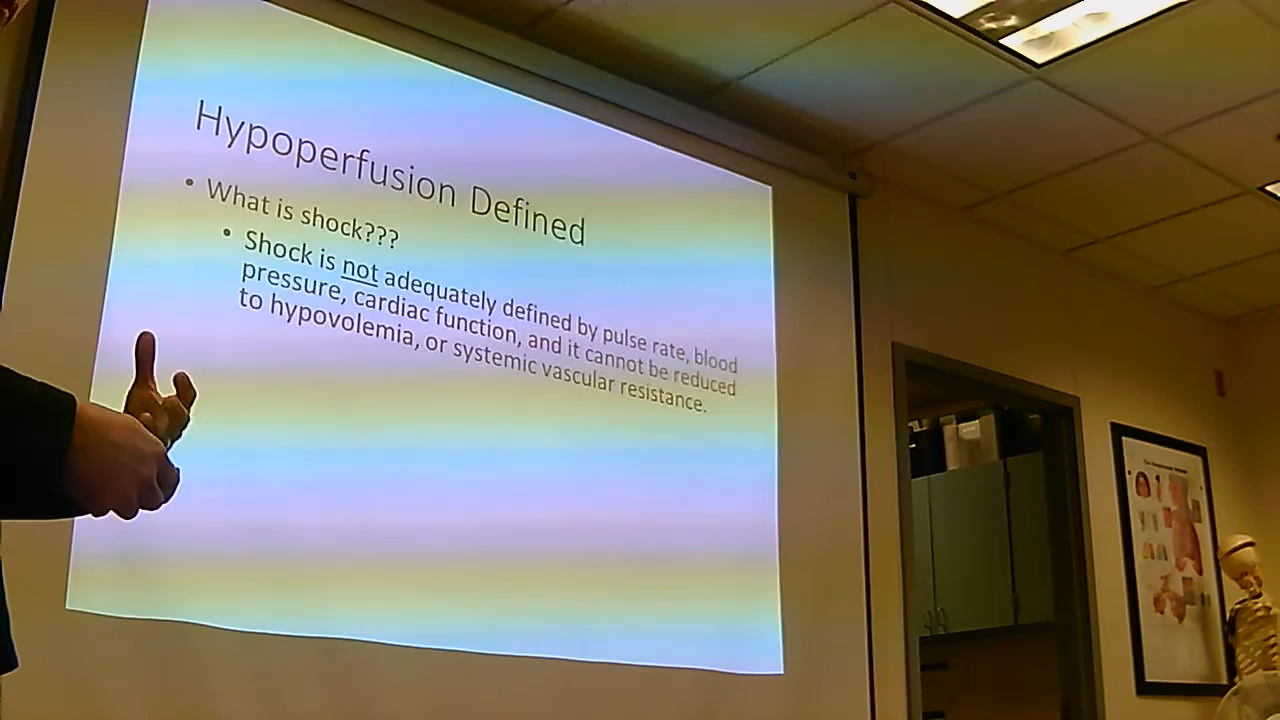 Hypoperfusion Defined
• What is shock???
• Shock is not adequately defined by pulse rate, blood
pressure, cardiac function, and it cannot be reduced
to hypovolemia, or systemic vascular resistance.